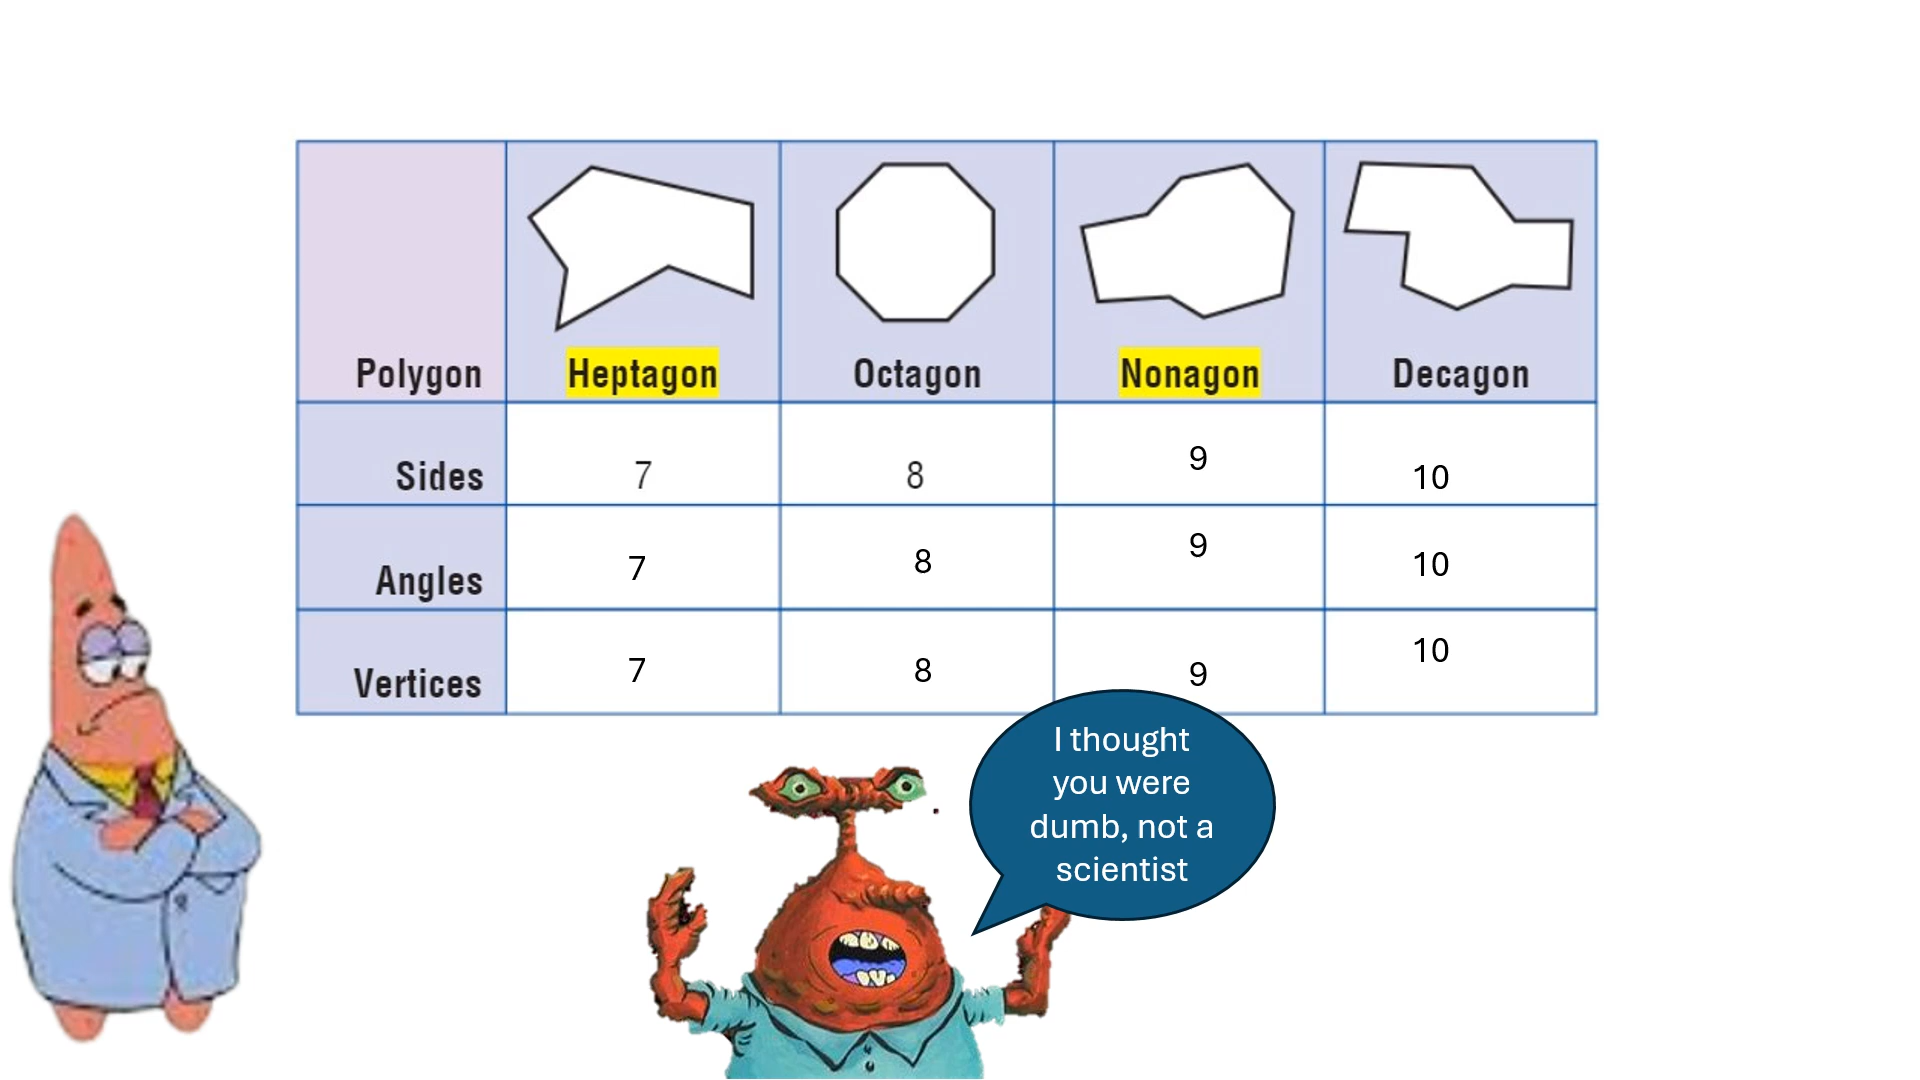 Polygon Heptagon Octagon Nonagon Decagon
Sides 7 8 9 10
Angles 7 8 9 10
Vertices 7 8 9 10
I thought
you were
dumb, not a
scientist